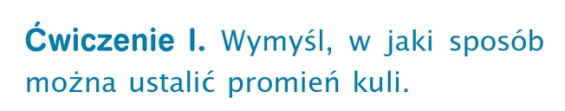 Ćwiczenie I. Wymyśl, w jaki sposób
można ustalić promień kuli.